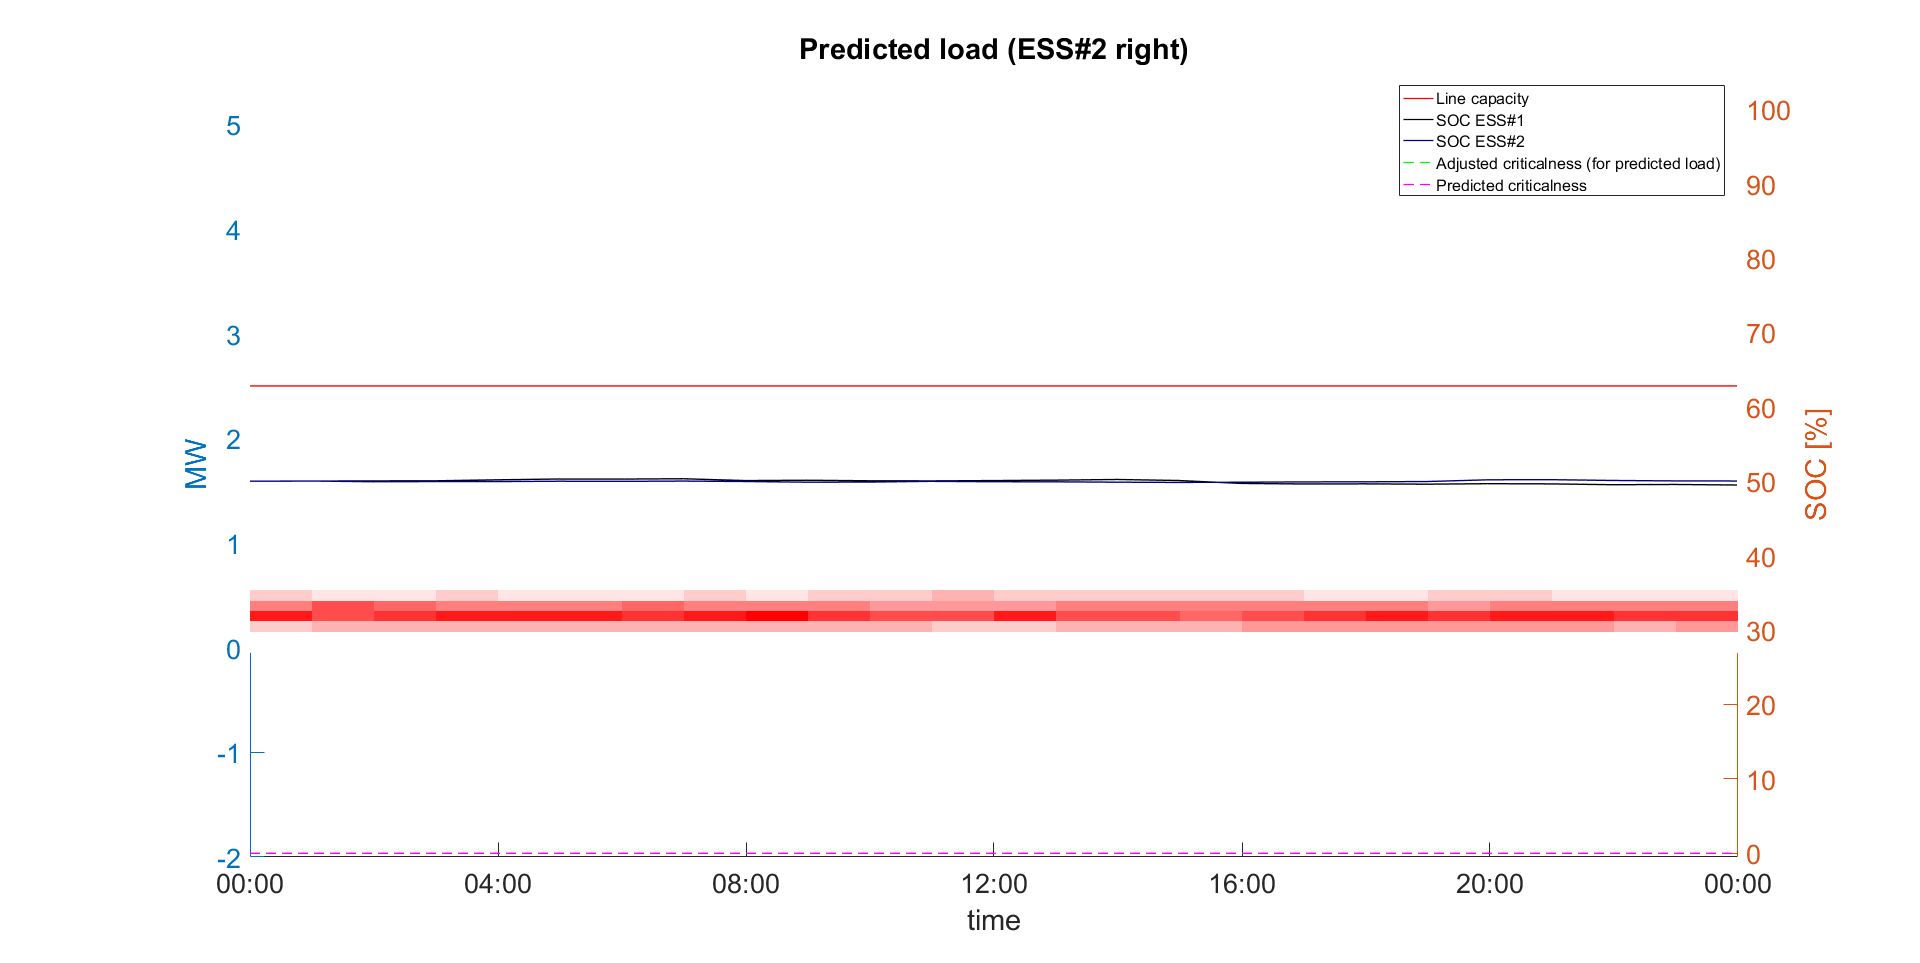 Predicted load (ESS#2 right)
Line capacity
SOC ESS#1
SOC ESS#2
Adjusted criticalness (for predicted load)
Predicted criticalness
5
4
3
2
1
0
-1
-2
MW
100
90
80
70
60
50
40
30
20
10
0
SOC [%]
00:00 04:00 08:00 12:00 16:00 20:00 00:00
time